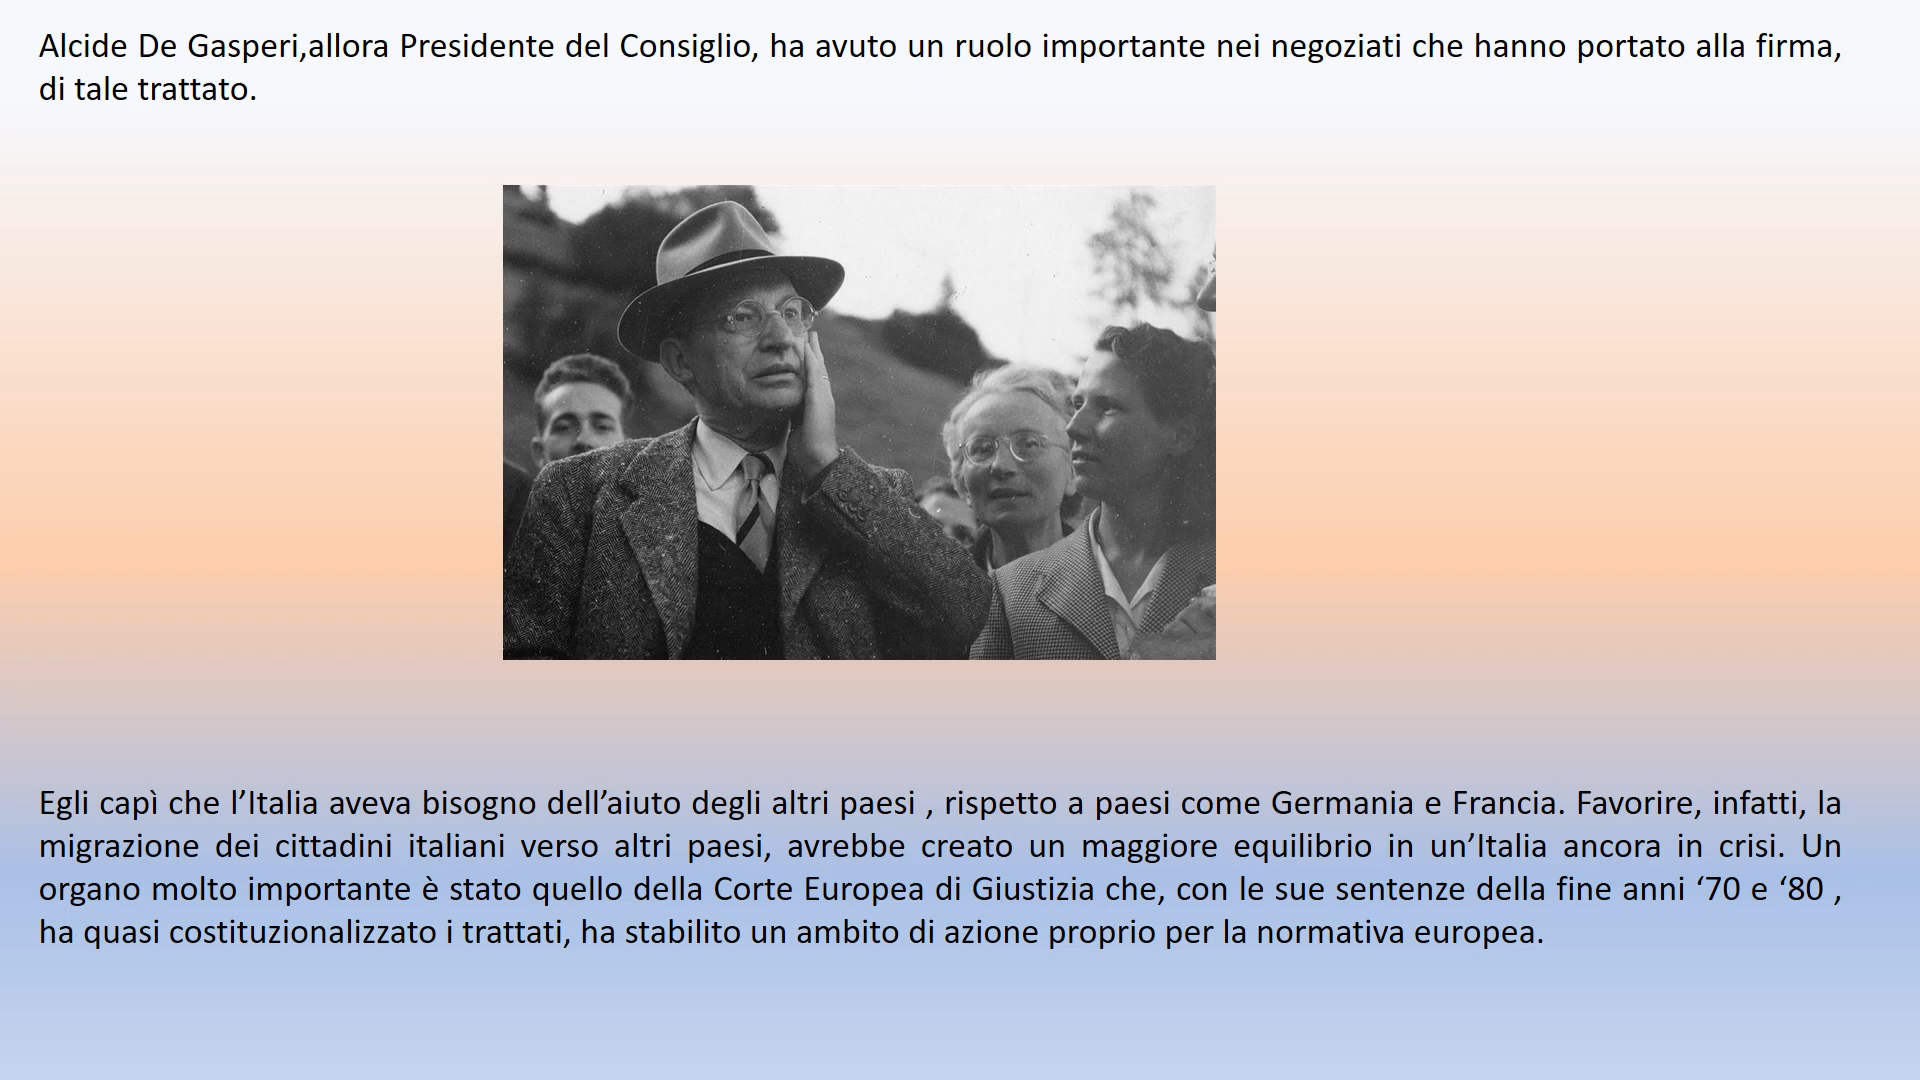 Alcide De Gasperi,allora Presidente del Consiglio, ha avuto un ruolo importante nei negoziati che hanno portato alla firma,
di tale trattato.
Egli capì che l’Italia aveva bisogno dell’aiuto degli altri paesi , rispetto a paesi come Germania e Francia. Favorire, infatti, la
migrazione dei cittadini italiani verso altri paesi, avrebbe creato un maggiore equilibrio in un’Italia ancora in crisi. Un
organo molto importante è stato quello della Corte Europea di Giustizia che, con le sue sentenze della fine anni ‘70 e ‘80 ,
ha quasi costituzionalizzato i trattati, ha stabilito un ambito di azione proprio per la normativa europea.